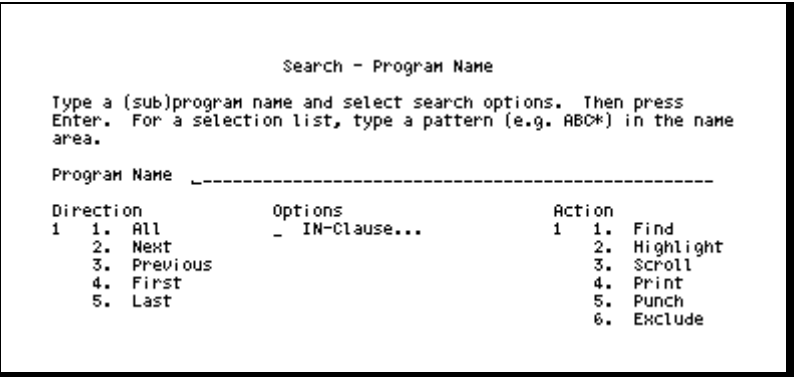 Search - Program Name
Type a (sub)program name and select search options.  Then press
Enter.  For a selection list, type a pattern (e.g. ABC*) in the name
area.
Program Name  _____________________________________________________
Direction             Options                    Action
1   1.  All           _  IN-Clause...            1   1.  Find
    2.  Next                                         2.  Highlight
    3.  Previous                                     3.  Scroll
    4.  First                                        4.  Print
    5.  Last                                         5.  Punch
                                                     6.  Exclude